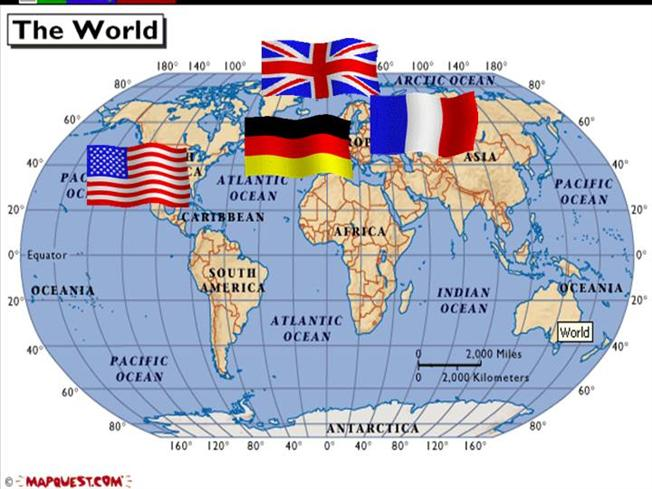 The World
180° 140° 100°
60° 100° 140° 180°
80°
ARCTIC OCEAN
80°
60°
60°
40°
ASIA
40°
ATLANTIC
OCEAN
PACIFIC
OCEAN
20°
CARIBBEAN
20°
AFRICA
0° Equator
0°
SOUTH
AMERICA
OCEANIA
INDIAN
OCEAN
OCEANIA
20°
20°
ATLANTIC
OCEAN
World
40°
40°
PACIFIC
OCEAN
0 2,000 Miles
0 2,000 Kilometers
60°
60°
80°
80°
ANTARCTICA
160° 120° 80° 40° 0° 40° 80° 120° 160°
© MAPQUEST.COM